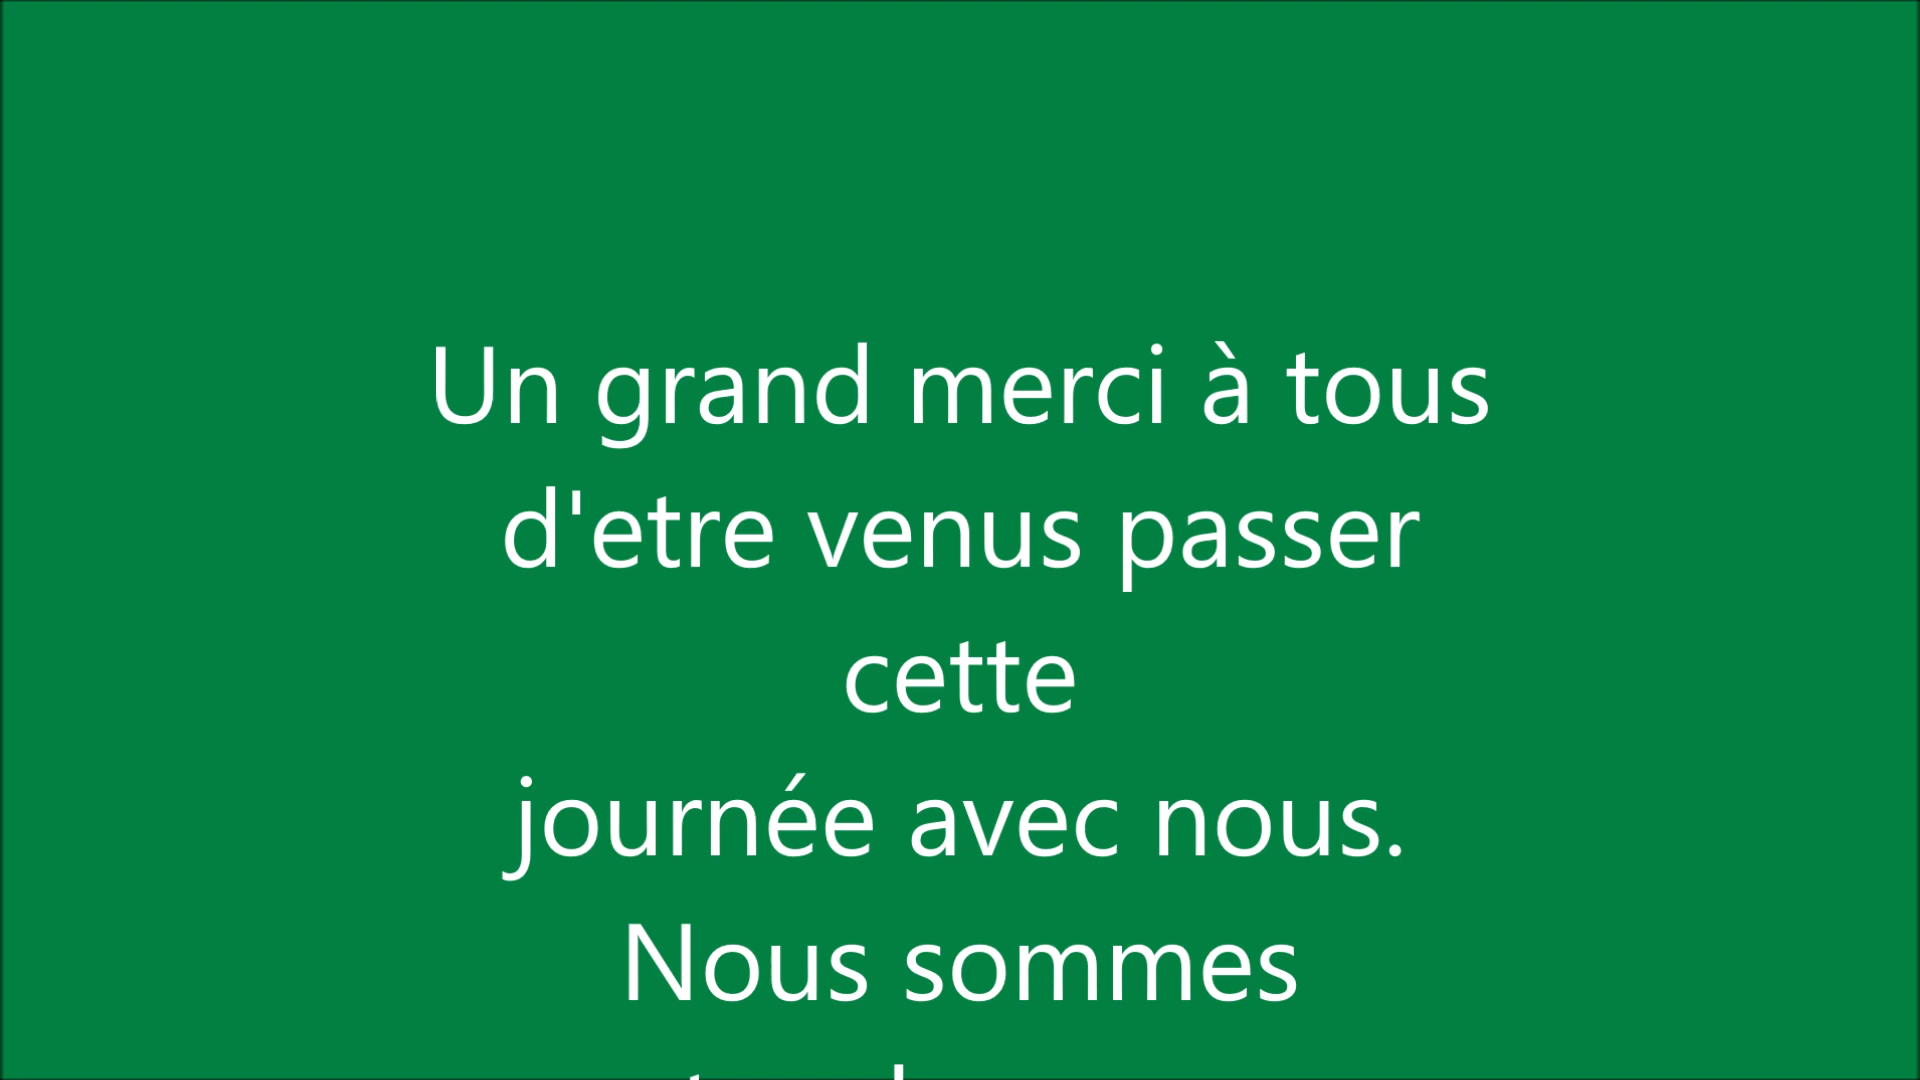 Un grand merci à tous
d'etre venus passer
cette
journée avec nous.
Nous sommes